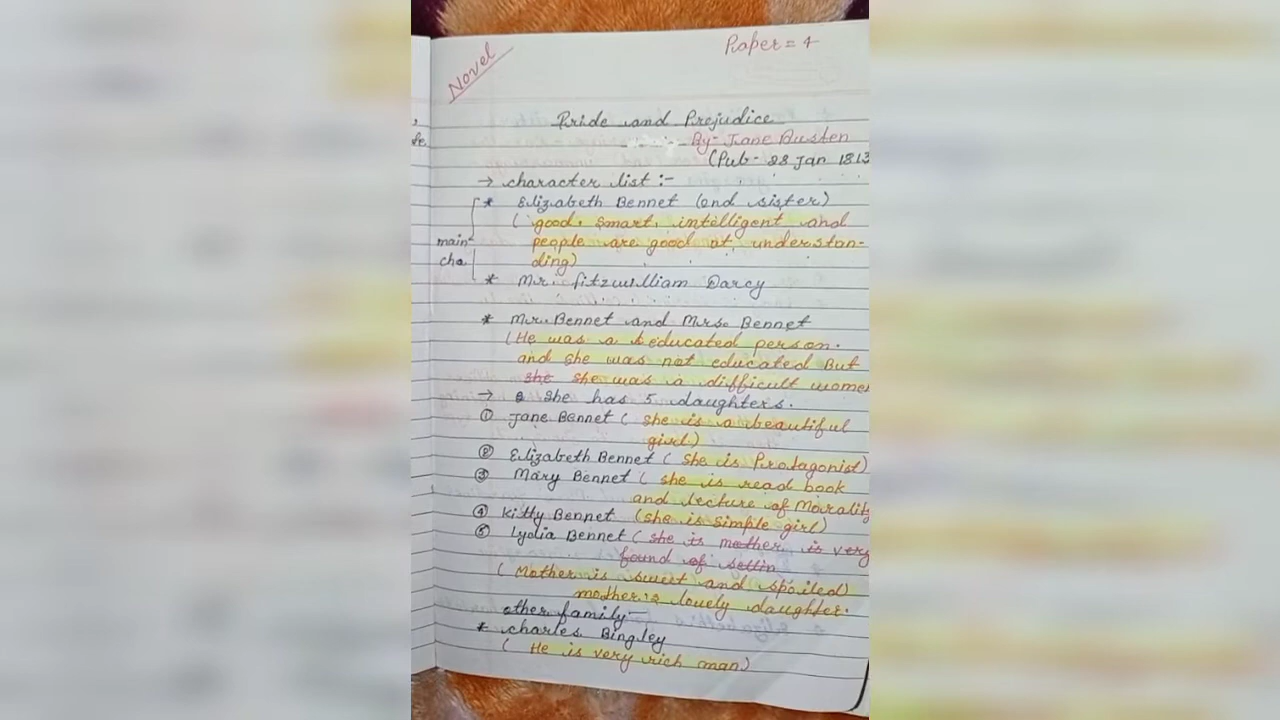 Novel
Paper = 4
Pride and Prejudice
By- Jane Austen
(Pub- 28 Jan 1813
→ character list :-
* Elizabeth Bennet (2nd sister)
( good, smart, intelligent and
people are good at understan-
ding)
main
cha
* Mr. fitzwilliam Darcy
* Mr. Bennet and Mrs. Bennet
(He was a educated person.
and she was not educated But
she she was a difficult women
→ she has 5 daughters.
① Jane Bennet ( she is a beautiful
girl)
② Elizabeth Bennet ( she is Protagonist)
③ Mary Bennet ( she is read book
and lecture of Morality
④ Kitty Bennet (she is simple girl)
⑤ Lydia Bennet ( she is mother is very
found of settin
( Mother is sweet and spoiled)
mother's lovely daughter.
other family-
* charles Bingley
( He is very rich man)